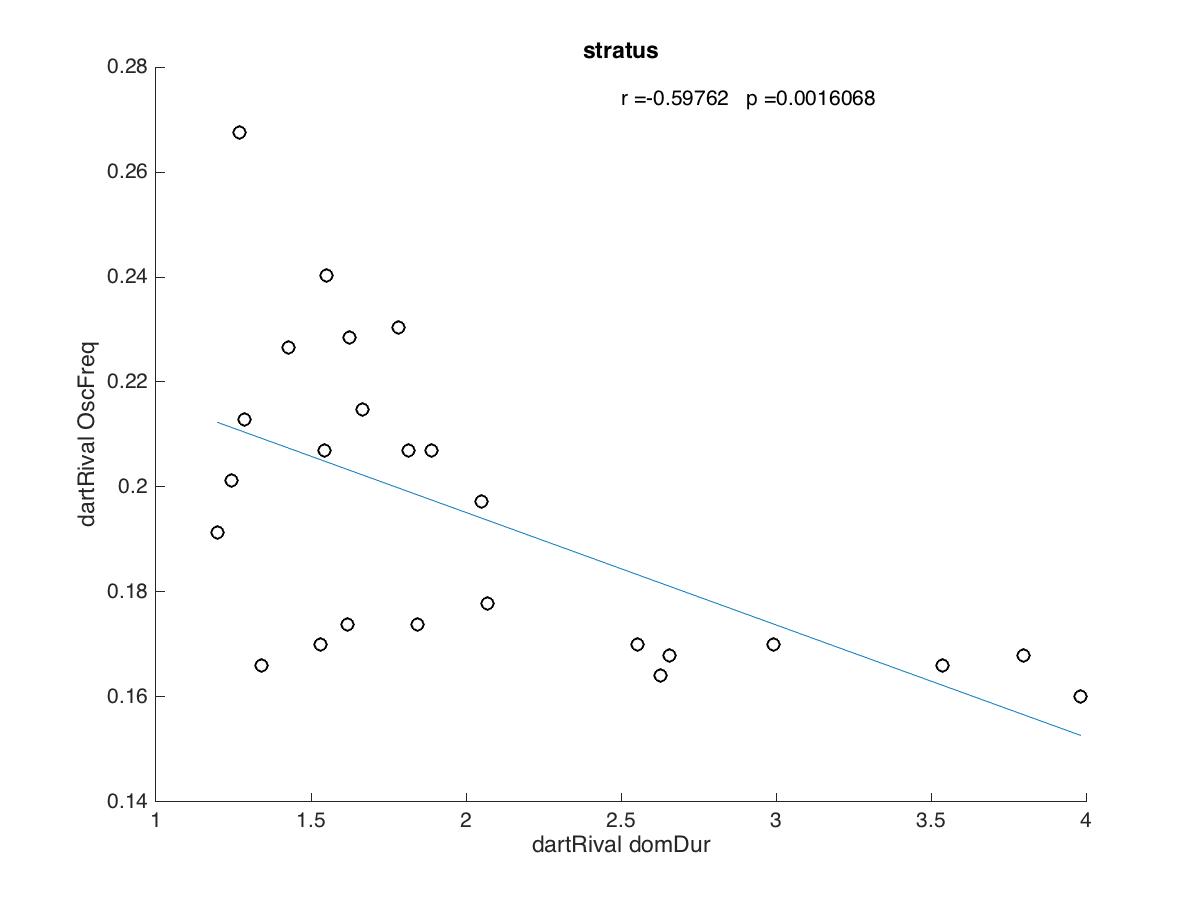 stratus
r =-0.59762 p =0.0016068
0.28
0.26
0.24
0.22
0.2
0.18
0.16
0.14
dartRival OscFreq
1 1.5 2 2.5 3 3.5 4
dartRival domDur